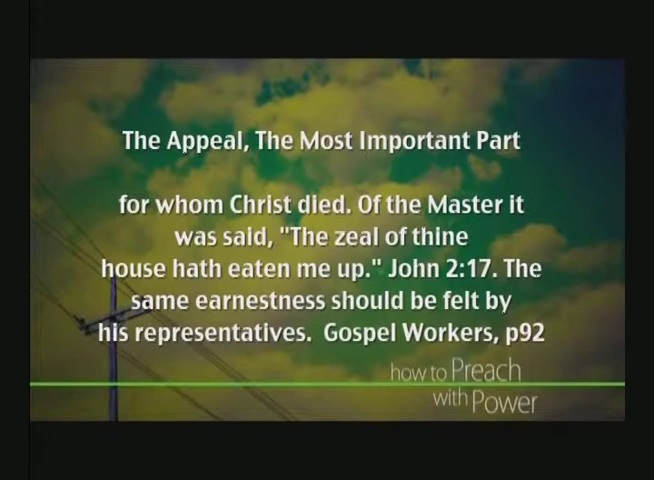 The Appeal, The Most Important Part
for whom Christ died. Of the Master it
was said, "The zeal of thine
house hath eaten me up." John 2:17. The
same earnestness should be felt by
his representatives.  Gospel Workers, p92
how to Preach
with Power